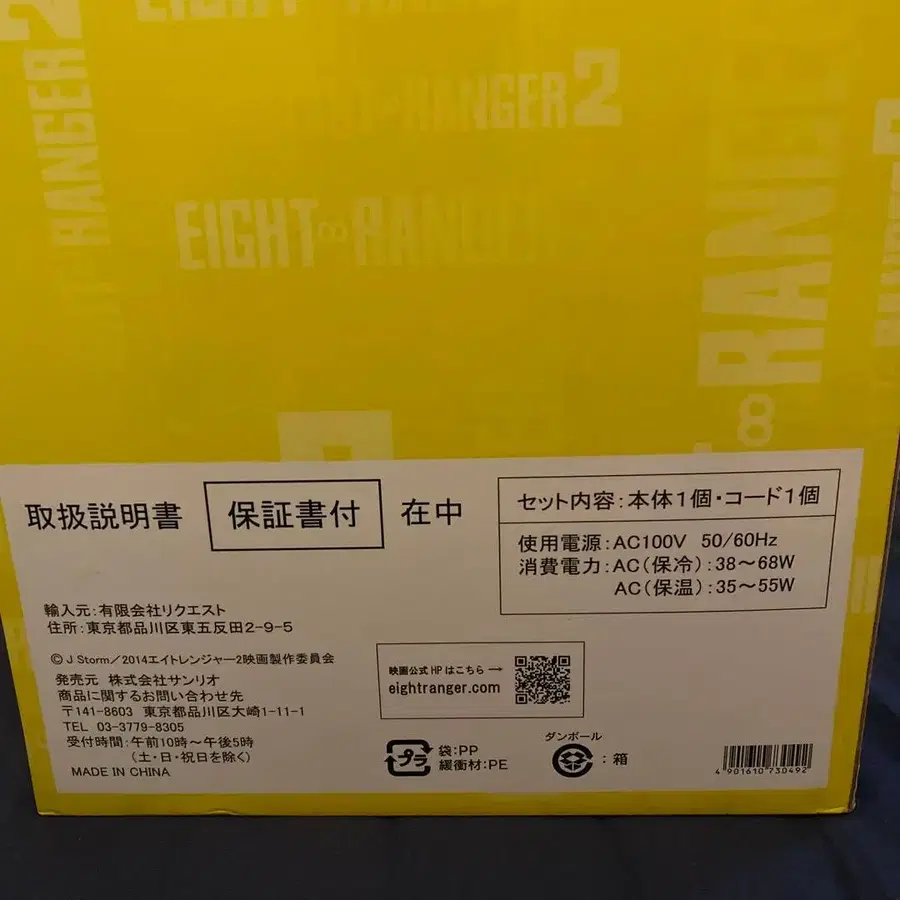 EIGHT∞RANGER
RANGER2
RANGER2
EIGHT∞RANGER
RANGER
∞
取扱説明書 保証書付 在中
セット内容:本体1個・コード1個
使用電源:AC100V 50/60Hz
消費電力:AC(保冷):38～68W
AC(保温):35～55W
輸入元:有限会社リクエスト
住所:東京都品川区東五反田2-9-5
© J Storm/2014エイトレンジャー2映画製作委員会
発売元 株式会社サンリオ
商品に関するお問い合わせ先
〒141-8603 東京都品川区大崎1-11-1
TEL 03-3779-8305
受付時間:午前10時～午後5時
(土・日・祝日を除く)
MADE IN CHINA
映画公式HPはこちら→
eightranger.com
プラ
袋:PP
緩衝材:PE
ダンボール
:箱
4901610730492